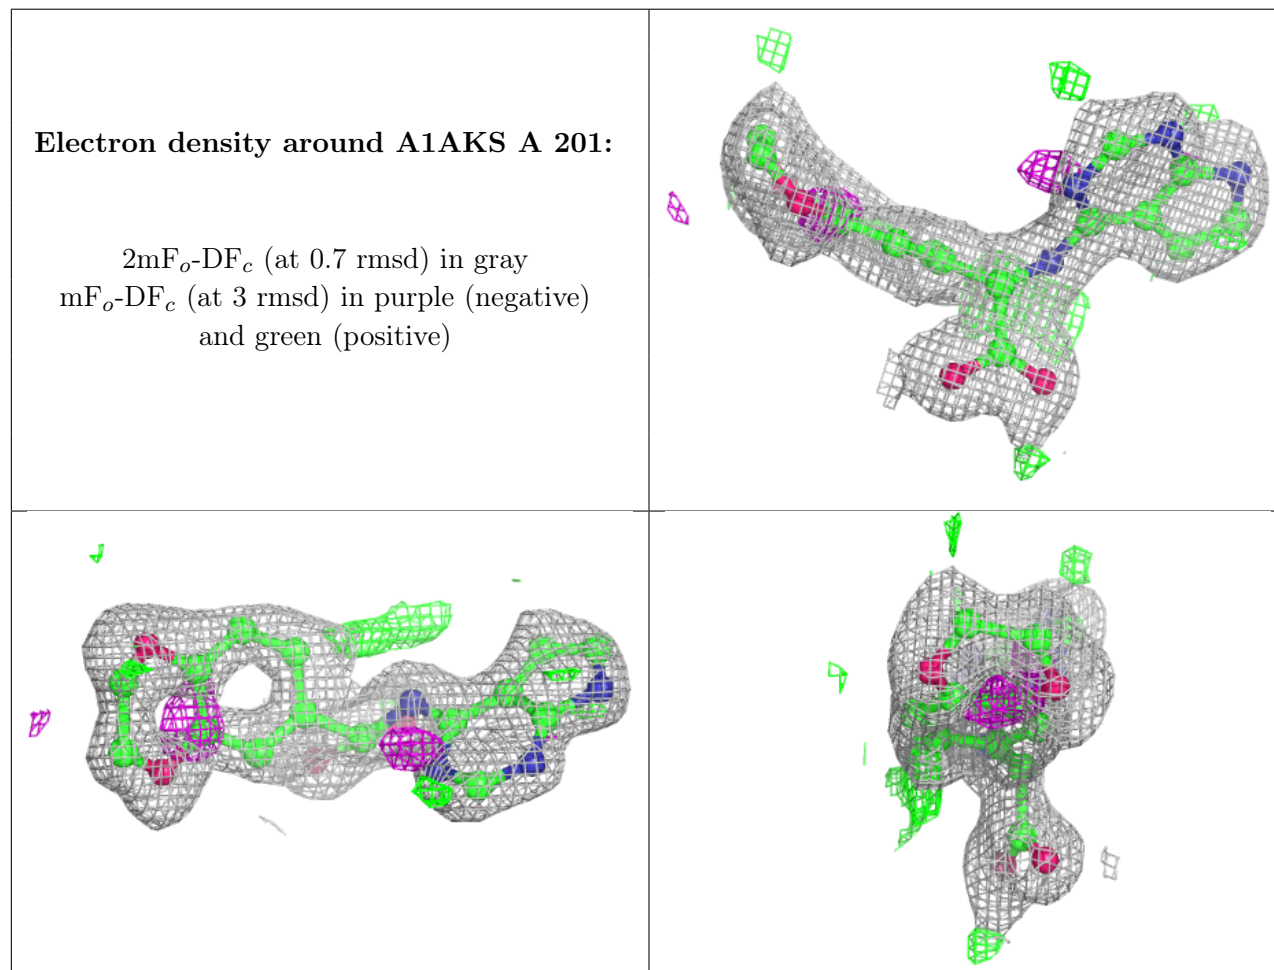 Electron density around A1AKS A 201:
2mFo-DFc (at 0.7 rmsd) in gray
mFo-DFc (at 3 rmsd) in purple (negative)
and green (positive)